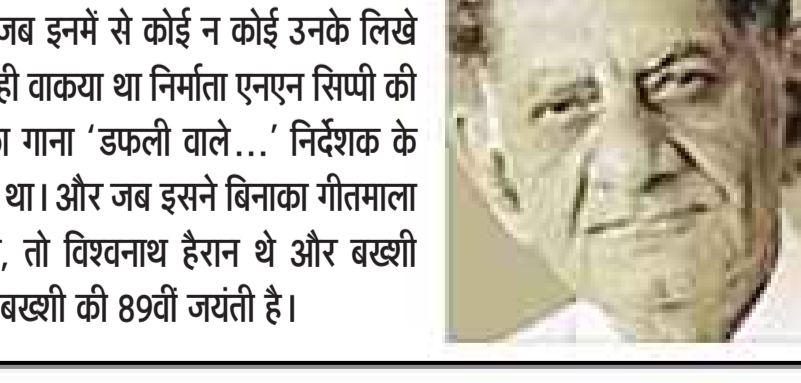 जब इनमें से कोई न कोई उनके लिखे
ही वाकया था निर्माता एनएन सिप्पी की
गाना ‘डफली वाले...’ निर्देशक के
था। और जब इसने बिनाका गीतमाला
, तो विश्वनाथ हैरान थे और बख्शी
बख्शी की 89वीं जयंती है।